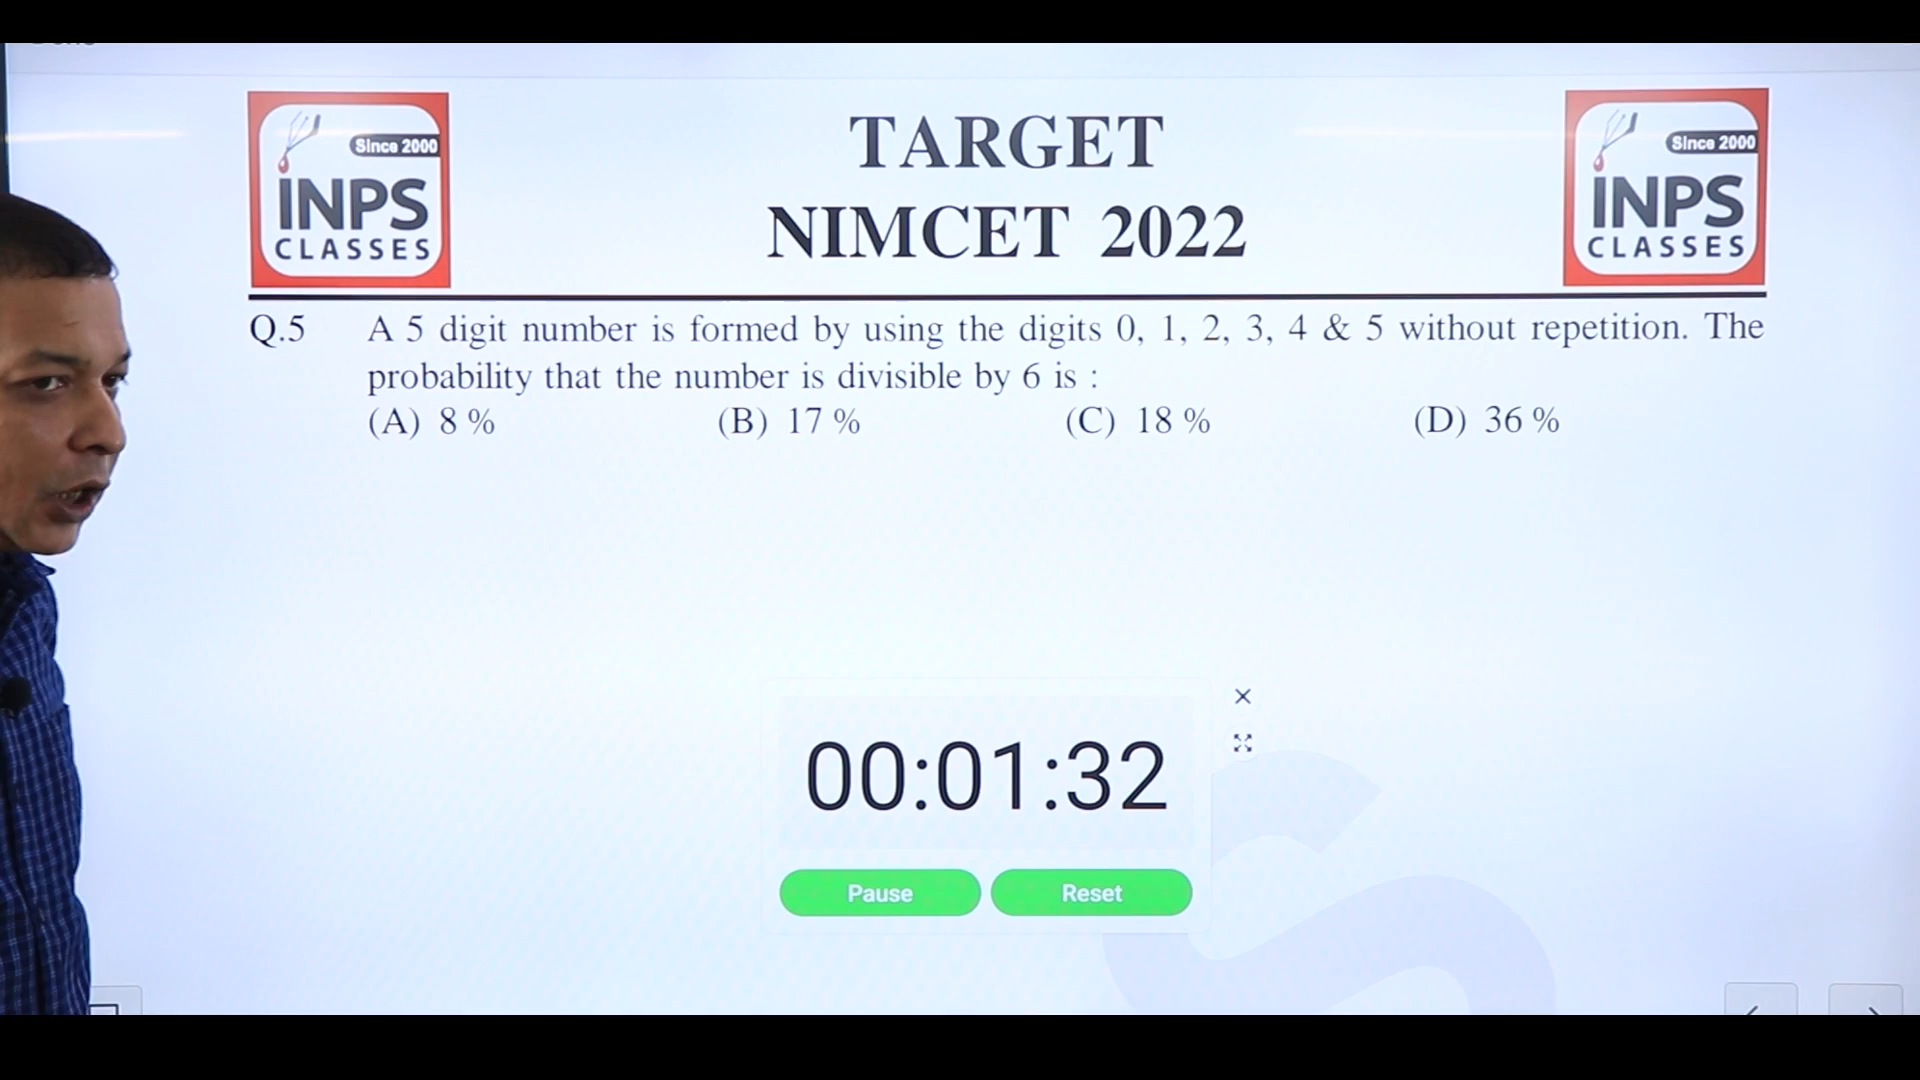 Since 2000
INPS
CLASSES
TARGET
NIMCET 2022
Since 2000
INPS
CLASSES
Q.5 A 5 digit number is formed by using the digits 0, 1, 2, 3, 4 & 5 without repetition. The
probability that the number is divisible by 6 is :
(A) 8 % (B) 17 % (C) 18 % (D) 36 %
00:01:32
Pause Reset